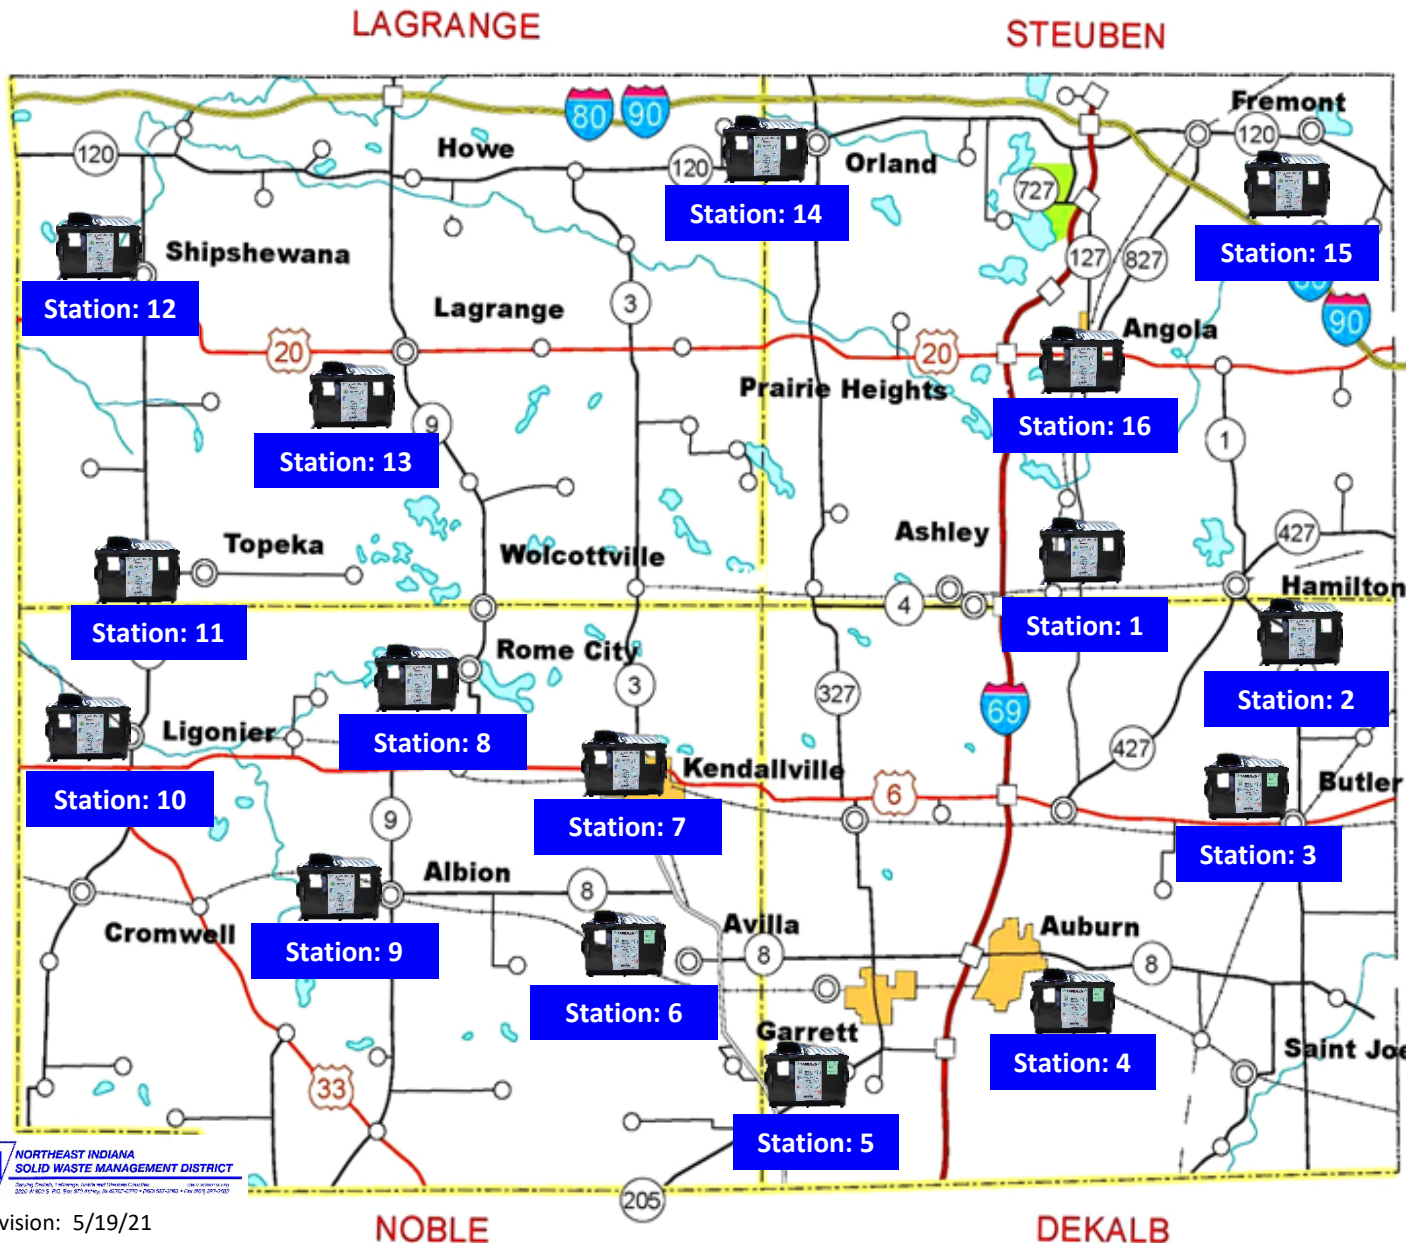 LAGRANGE
STEUBEN
80
90
Fremont
120
Howe
120
120
Orland
727
Station: 14
Shipshewana
127
827
Station: 15
Station: 12
3
Lagrange
90
20
20
Angola
Prairie Heights
9
Station: 16
Station: 13
1
Ashley
427
Topeka
Wolcottville
Hamilton
4
Station: 11
Station: 1
Rome City
3
327
69
Station: 2
Ligonier
Station: 8
427
Kendallville
Butler
Station: 10
6
9
Station: 7
Station: 3
Albion
8
Cromwell
Avilla
Auburn
Station: 9
8
8
Station: 6
Garrett
Saint Joe
Station: 4
33
Station: 5
NORTHEAST INDIANA
SOLID WASTE MANAGEMENT DISTRICT
205
vision: 5/19/21
NOBLE
DEKALB